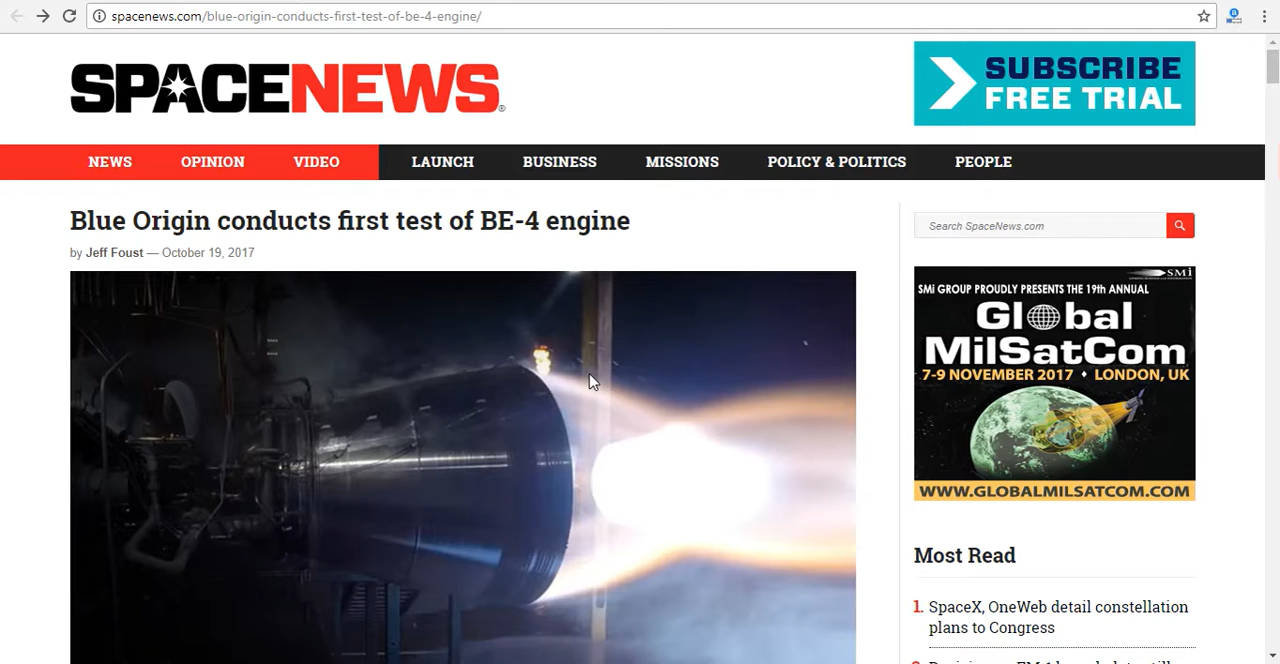 spacenews.com/blue-origin-conducts-first-test-of-be-4-engine/
SPACENEWS®
SUBSCRIBE
FREE TRIAL
NEWS OPINION VIDEO LAUNCH BUSINESS MISSIONS POLICY & POLITICS PEOPLE
Blue Origin conducts first test of BE-4 engine
by Jeff Foust — October 19, 2017
Search SpaceNews.com
SMi
SMi GROUP PROUDLY PRESENTS THE 19th ANNUAL
Global
MilSatCom
7-9 NOVEMBER 2017 ♦ LONDON, UK
WWW.GLOBALMILSATCOM.COM
Most Read
1. SpaceX, OneWeb detail constellation
plans to Congress